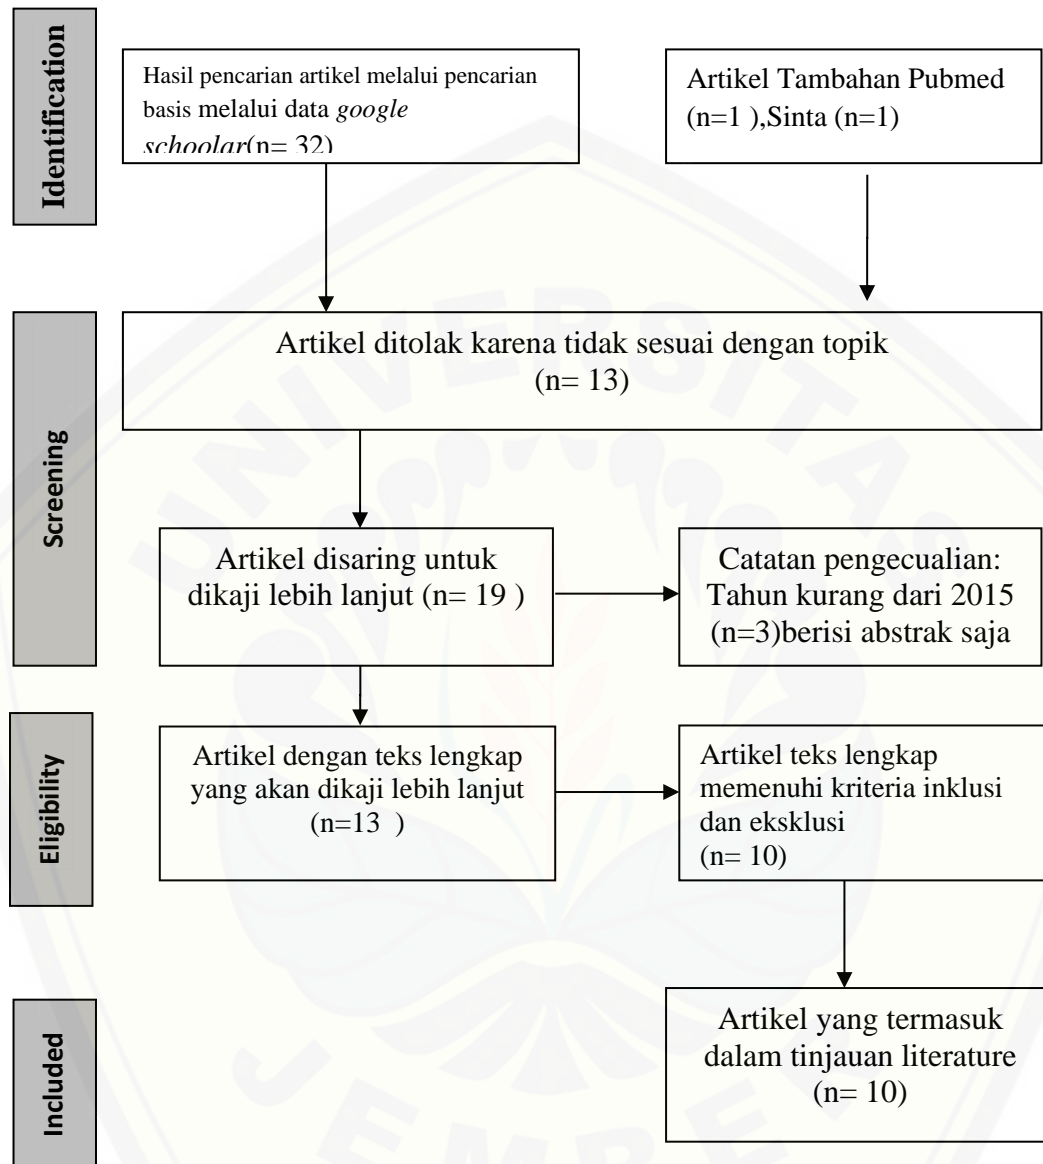 Identification
Hasil pencarian artikel melalui pencarian
basis melalui data google
schoolar(n= 32)
Artikel Tambahan Pubmed
(n=1 ),Sinta (n=1)
Screening
Artikel ditolak karena tidak sesuai dengan topik
(n= 13)
Artikel disaring untuk
dikaji lebih lanjut (n= 19 )
Catatan pengecualian:
Tahun kurang dari 2015
(n=3)berisi abstrak saja
Eligibility
Artikel dengan teks lengkap
yang akan dikaji lebih lanjut
(n=13  )
Artikel teks lengkap
memenuhi kriteria inklusi
dan eksklusi
(n= 10)
Included
Artikel yang termasuk
dalam tinjauan literature
(n= 10)
UNIVERSITAS
JEMBER